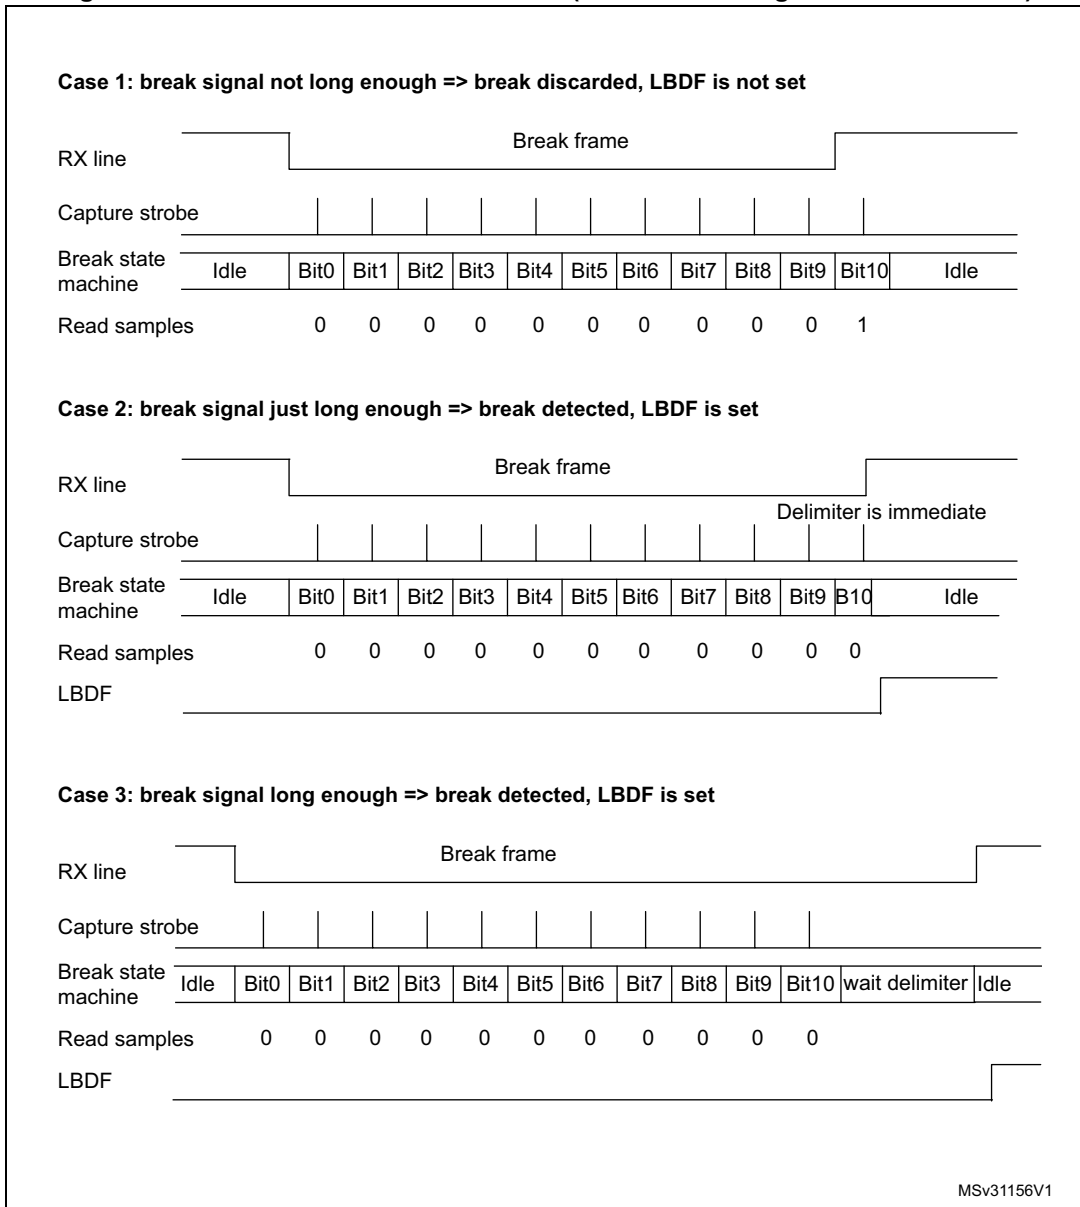 Case 1: break signal not long enough => break discarded, LBDF is not set
Break frame
RX line
Capture strobe
Break state machine Idle Bit0 Bit1 Bit2 Bit3 Bit4 Bit5 Bit6 Bit7 Bit8 Bit9 Bit10 Idle
Read samples 0 0 0 0 0 0 0 0 0 0 1
Case 2: break signal just long enough => break detected, LBDF is set
Break frame
RX line
Delimiter is immediate
Capture strobe
Break state machine Idle Bit0 Bit1 Bit2 Bit3 Bit4 Bit5 Bit6 Bit7 Bit8 Bit9 B10 Idle
Read samples 0 0 0 0 0 0 0 0 0 0 0
LBDF
Case 3: break signal long enough => break detected, LBDF is set
Break frame
RX line
Capture strobe
Break state machine Idle Bit0 Bit1 Bit2 Bit3 Bit4 Bit5 Bit6 Bit7 Bit8 Bit9 Bit10 wait delimiter Idle
Read samples 0 0 0 0 0 0 0 0 0 0 0
LBDF
MSv31156V1